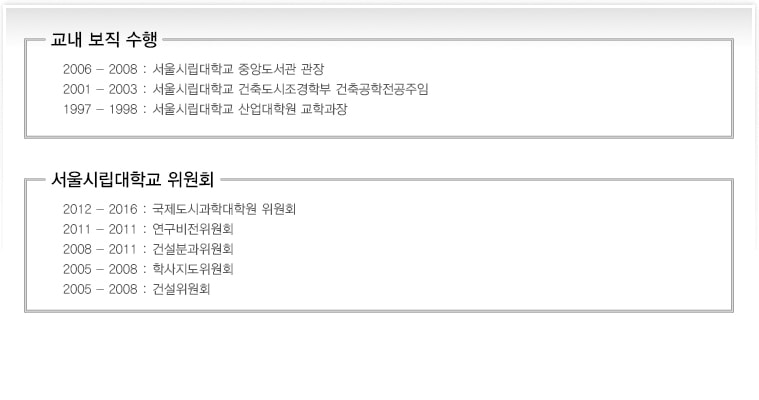 교내 보직 수행
2006 – 2008 : 서울시립대학교 중앙도서관 관장
2001 – 2003 : 서울시립대학교 건축도시조경학부 건축공학전공주임
1997 – 1998 : 서울시립대학교 산업대학원 교학과장
서울시립대학교 위원회
2012 – 2016 : 국제도시과학대학원 위원회
2011 – 2011 : 연구비전위원회
2008 – 2011 : 건설분과위원회
2005 – 2008 : 학사지도위원회
2005 – 2008 : 건설위원회